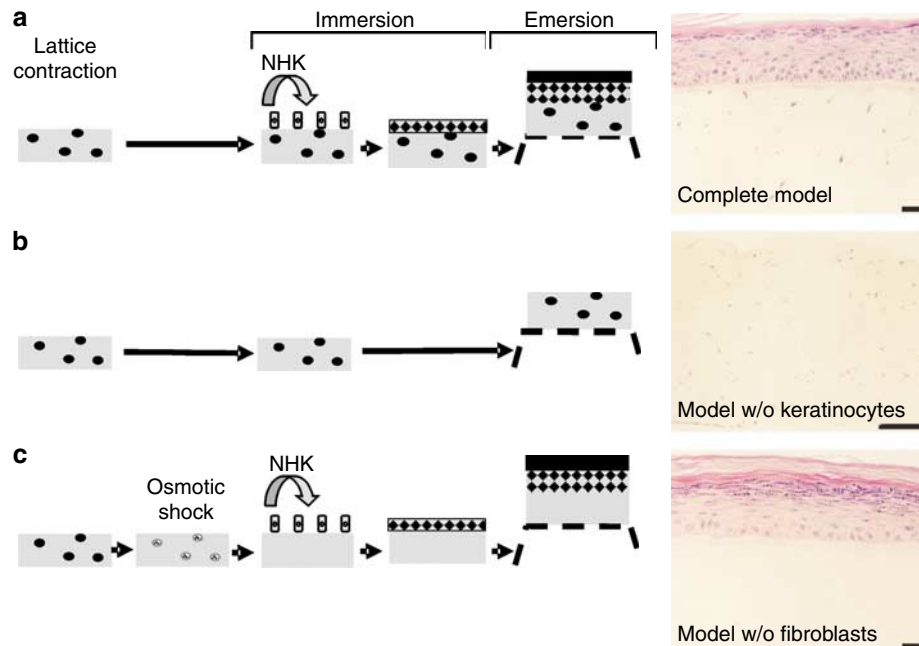 a
Immersion
Emersion
Lattice
contraction
NHK
Complete model
b
Model w/o keratinocytes
c
NHK
Osmotic
shock
Model w/o fibroblasts